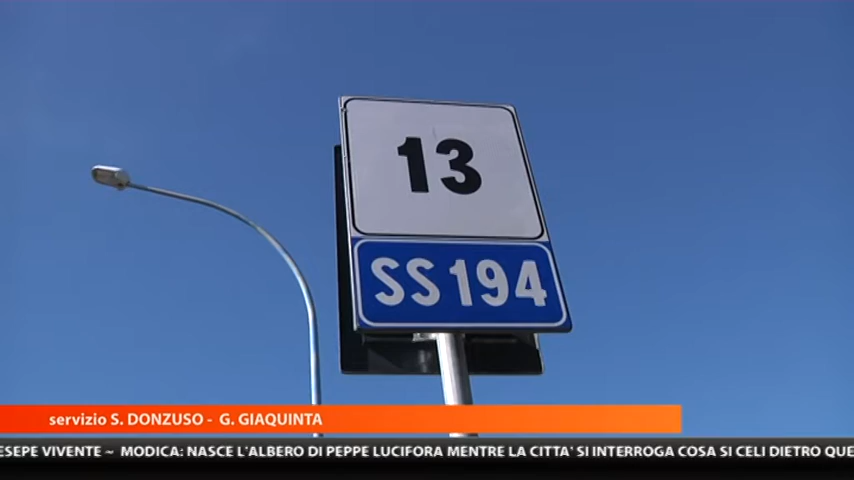 13
SS 194
servizio S. DONZUSO - G. GIAQUINTA
ESEPE VIVENTE ~ MODICA: NASCE L'ALBERO DI PEPPE LUCIFORA MENTRE LA CITTA' SI INTERROGA COSA SI CELI DIETRO QUE